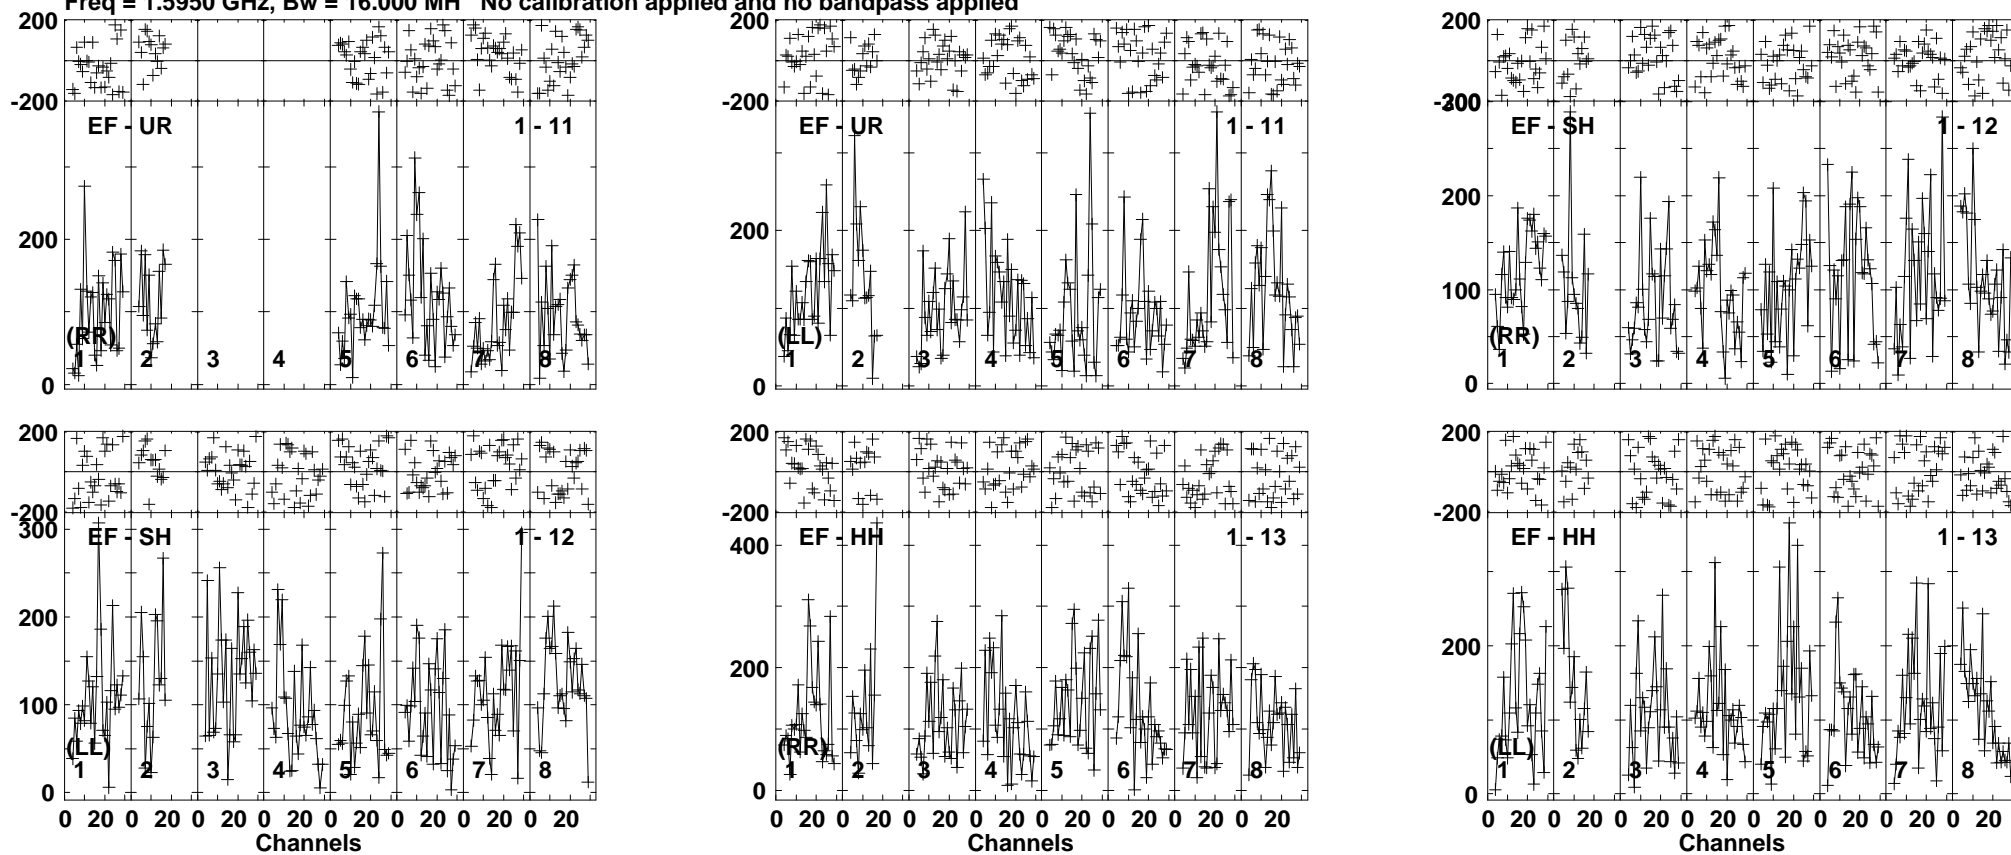 Freq = 1.5950 GHz, Bw = 16.000 MH No calibration applied and no bandpass applied
200 200 200
-200 -200 -200
300
EF - UR 1 - 11 EF - UR 1 - 11 EF - SH 1 - 12
200 200 200
100
(RR) (LL) (RR)
1 2 3 4 5 6 7 8 1 2 3 4 5 6 7 8 1 2 3 4 5 6 7 8
0 0 0
200 200 200
-200 -200 -200
300
EF - SH 1 - 12 EF - HH 1 - 13 EF - HH 1 - 13
400
200 200 200
100
(LL) (RR) (LL)
1 2 3 4 5 6 7 8 1 2 3 4 5 6 7 8 1 2 3 4 5 6 7 8
0 0 0
0 20 0 20 0 20 0 20 0 20 0 20 0 20 0 20 0 20 0 20 0 20 0 20 0 20 0 20 0 20 0 20 0 20 0 20 0 20 0 20 0 20 0 20 0 20 0 20
Channels Channels Channels